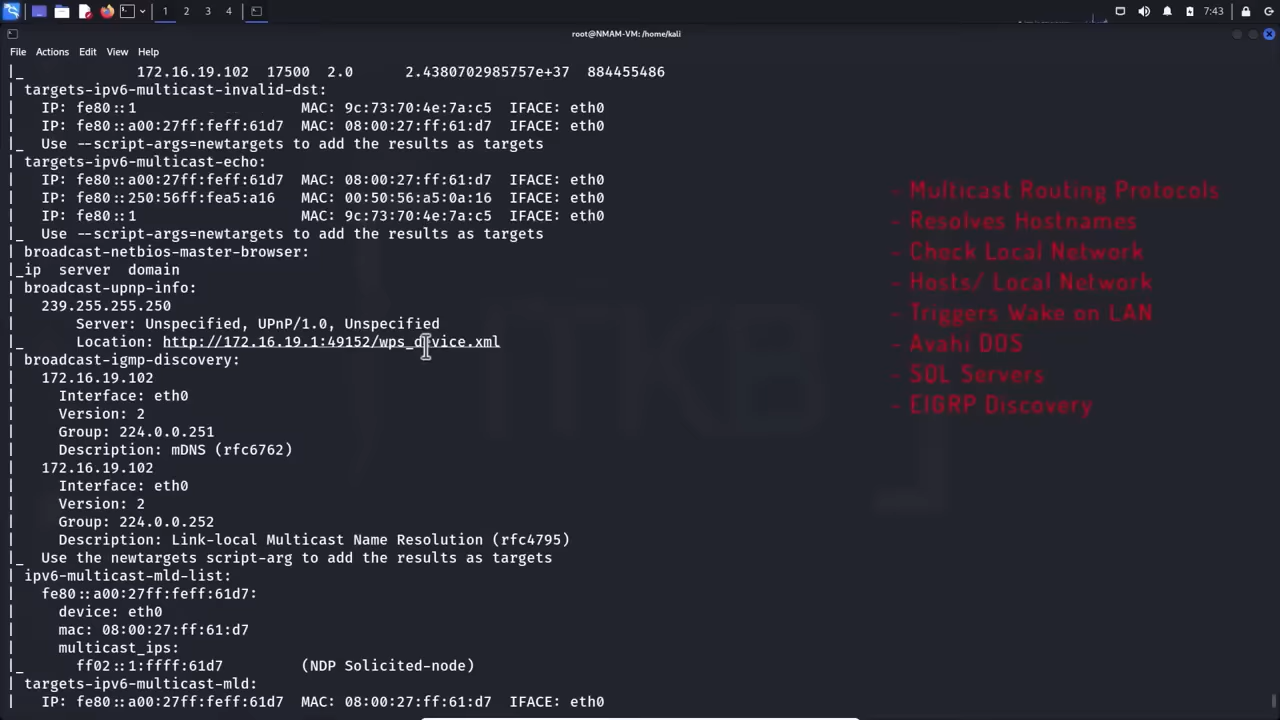 1 2 3 4
7:43
root@NMAM-VM: /home/kali
File Actions Edit View Help
|_ 172.16.19.102 17500 2.0 2.4380702985757e+37 884455486
| targets-ipv6-multicast-invalid-dst:
| IP: fe80::1 MAC: 9c:73:70:4e:7a:c5 IFACE: eth0
| IP: fe80::a00:27ff:feff:61d7 MAC: 08:00:27:ff:61:d7 IFACE: eth0
|_ Use --script-args=newtargets to add the results as targets
| targets-ipv6-multicast-echo:
| IP: fe80::a00:27ff:feff:61d7 MAC: 08:00:27:ff:61:d7 IFACE: eth0
| IP: fe80::250:56ff:fea5:a16 MAC: 00:50:56:a5:0a:16 IFACE: eth0
| IP: fe80::1 MAC: 9c:73:70:4e:7a:c5 IFACE: eth0
|_ Use --script-args=newtargets to add the results as targets
| broadcast-netbios-master-browser:
|_ip server domain
| broadcast-upnp-info:
| 239.255.255.250
| Server: Unspecified, UPnP/1.0, Unspecified
|_ Location: http://172.16.19.1:49152/wps_device.xml
| broadcast-igmp-discovery:
| 172.16.19.102
| Interface: eth0
| Version: 2
| Group: 224.0.0.251
| Description: mDNS (rfc6762)
| 172.16.19.102
| Interface: eth0
| Version: 2
| Group: 224.0.0.252
| Description: Link-local Multicast Name Resolution (rfc4795)
|_ Use the newtargets script-arg to add the results as targets
| ipv6-multicast-mld-list:
| fe80::a00:27ff:feff:61d7:
| device: eth0
| mac: 08:00:27:ff:61:d7
| multicast_ips:
|_ ff02::1:ffff:61d7 (NDP Solicited-node)
| targets-ipv6-multicast-mld:
| IP: fe80::a00:27ff:feff:61d7 MAC: 08:00:27:ff:61:d7 IFACE: eth0
- Multicast Routing Protocols
- Resolves Hostnames
- Check Local Network
- Hosts/ Local Network
- Triggers Wake on LAN
- Avahi DOS
- SQL Servers
- EIGRP Discovery
ITKB